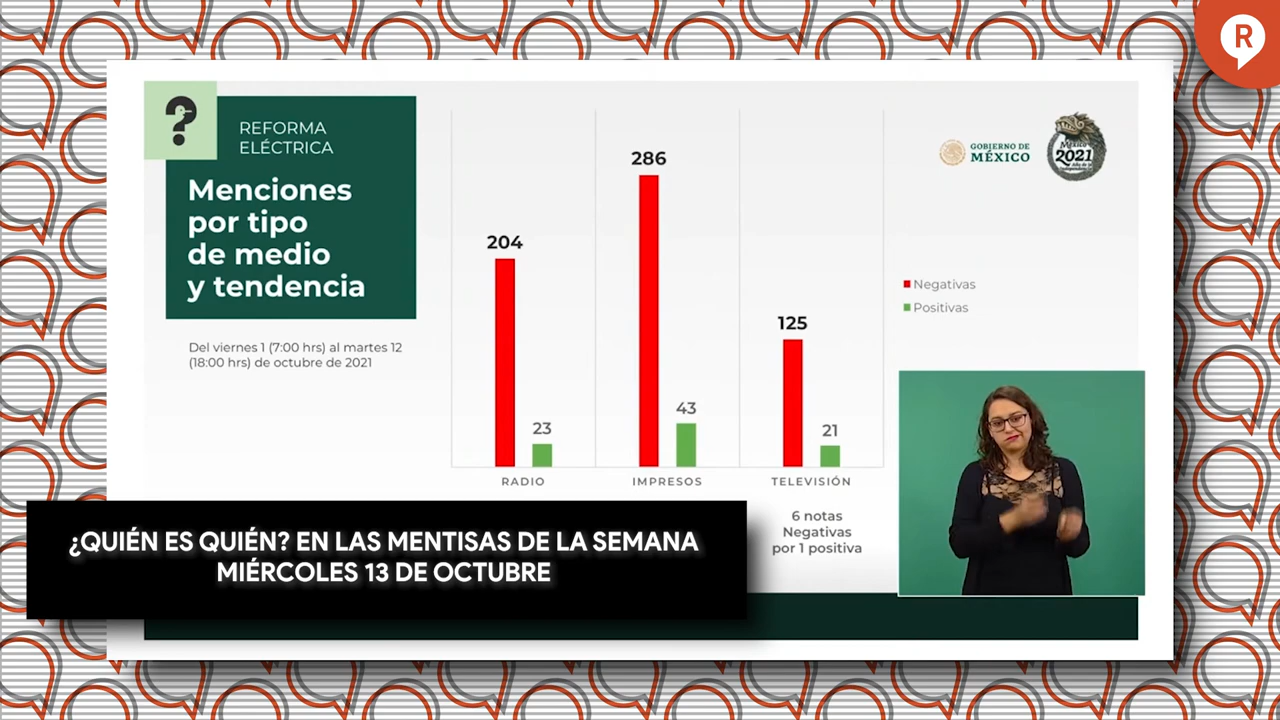 R
REFORMA
ELÉCTRICA
Menciones
por tipo
de medio
y tendencia
Del viernes 1 (7:00 hrs) al martes 12
(18:00 hrs) de octubre de 2021
204
23
286
43
125
21
RADIO
IMPRESOS
TELEVISIÓN
6 notas
Negativas
por 1 positiva
GOBIERNO DE
MÉXICO
México
2021
Negativas
Positivas
¿QUIÉN ES QUIÉN? EN LAS MENTISAS DE LA SEMANA
MIÉRCOLES 13 DE OCTUBRE